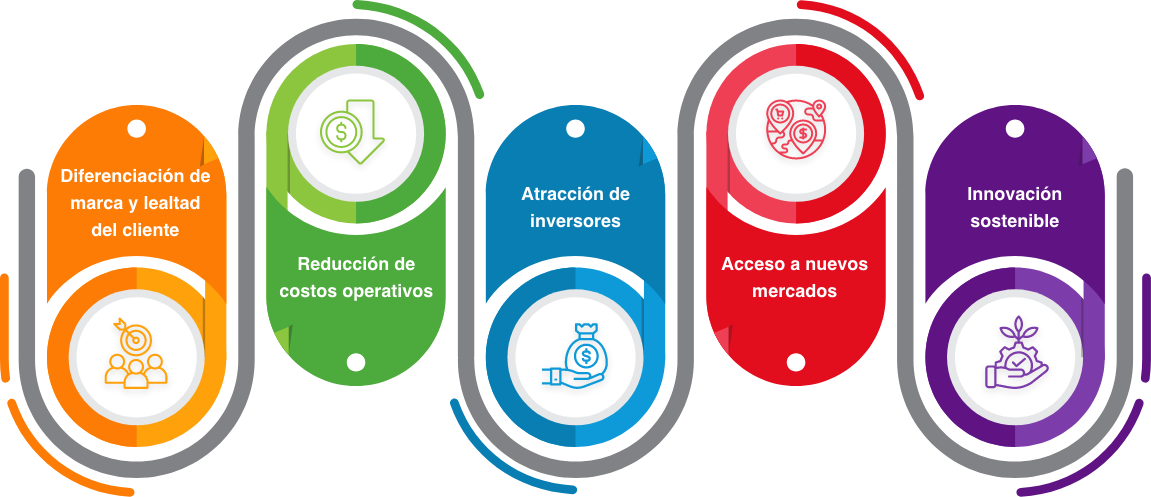 Diferenciación de
marca y lealtad
del cliente
Reducción de
costos operativos
Atracción de
inversores
Acceso a nuevos
mercados
Innovación
sostenible